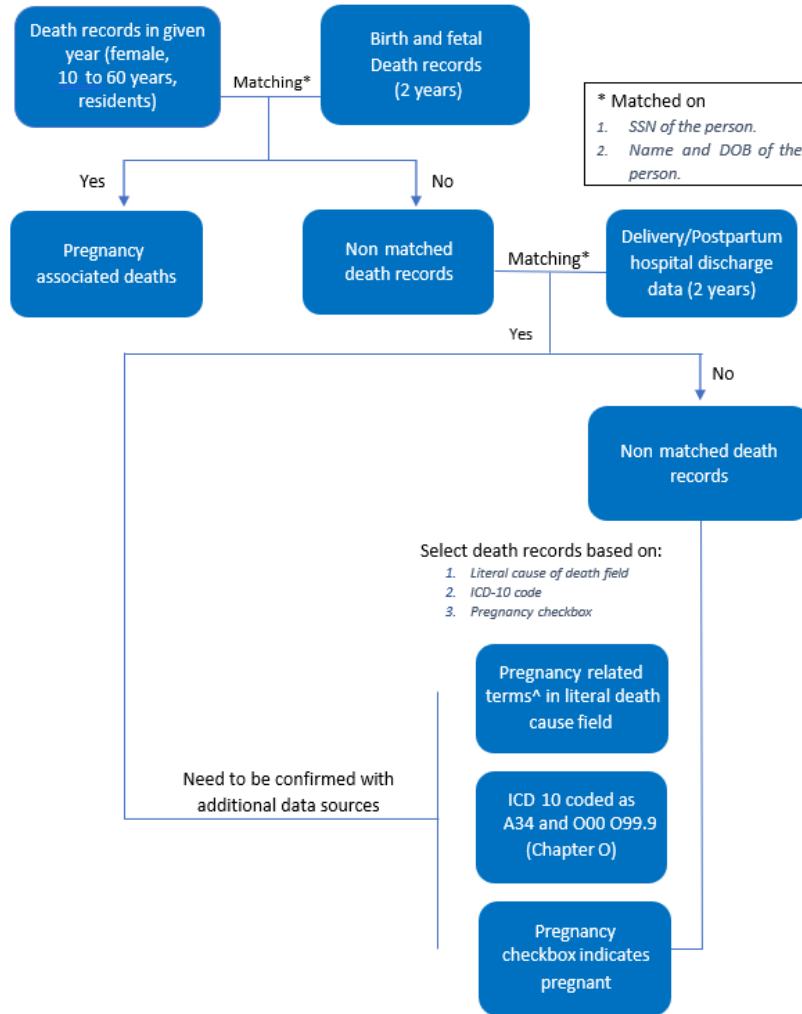 Death records in given
year (female,
10 to 60 years,
residents)
Matching*
Birth and fetal
Death records
(2 years)
* Matched on
1. SSN of the person.
2. Name and DOB of the
person.
Yes
No
Pregnancy
associated deaths
Non matched
death records
Matching*
Delivery/Postpartum
hospital discharge
data (2 years)
Yes
No
Non matched death
records
Select death records based on:
1. Literal cause of death field
2. ICD-10 code
3. Pregnancy checkbox
Pregnancy related
terms^ in literal death
cause field
Need to be confirmed with
additional data sources
ICD 10 coded as
A34 and O00 O99.9
(Chapter O)
Pregnancy
checkbox indicates
pregnant